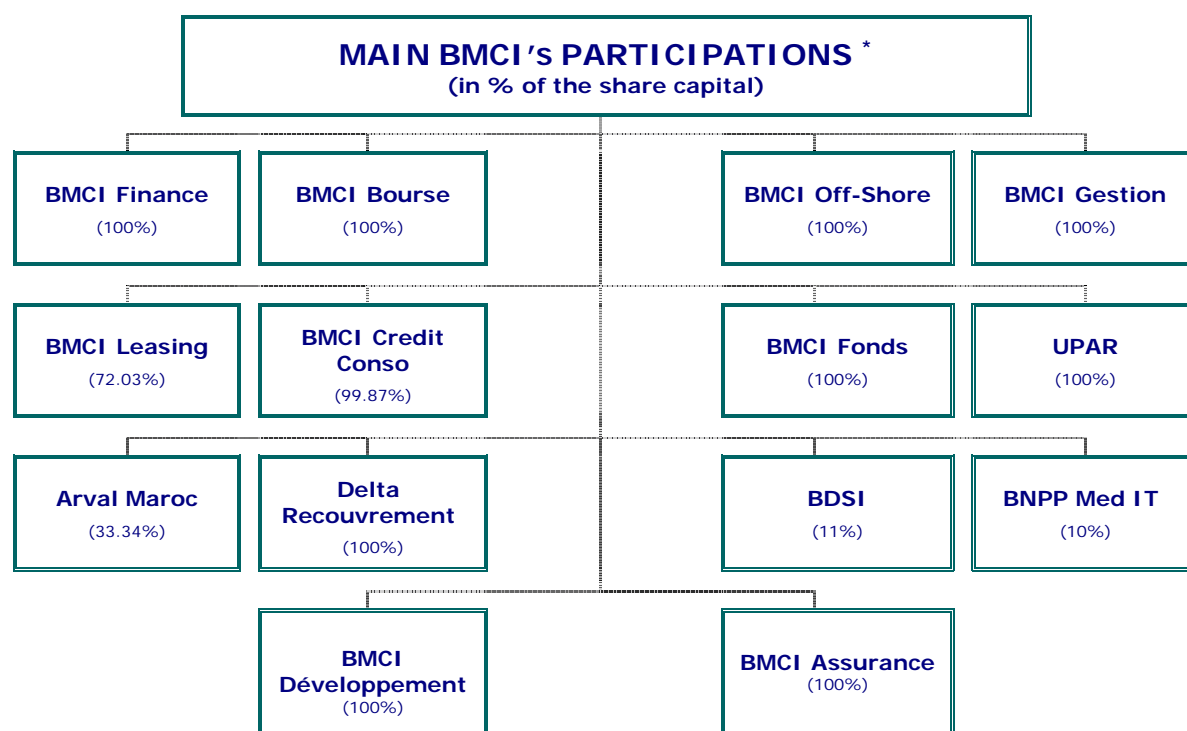 MAIN BMCI's PARTICIPATIONS *
(in % of the share capital)
BMCI Finance
(100%)
BMCI Bourse
(100%)
BMCI Off-Shore
(100%)
BMCI Gestion
(100%)
BMCI Leasing
(72.03%)
BMCI Credit
Conso
(99.87%)
BMCI Fonds
(100%)
UPAR
(100%)
Arval Maroc
(33.34%)
Delta
Recouvrement
(100%)
BDSI
(11%)
BNPP Med IT
(10%)
BMCI
Développement
(100%)
BMCI Assurance
(100%)